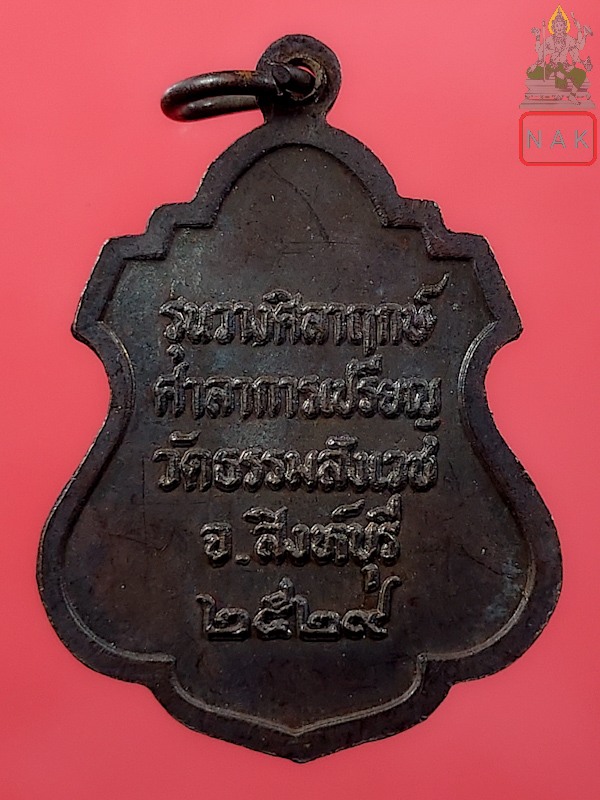 NAK
รุ่นวางศิลาฤกษ์
ศาลาการเปรียญ
วัดธรรมสังเวช
จ.สิงห์บุรี
๒๕๒๙